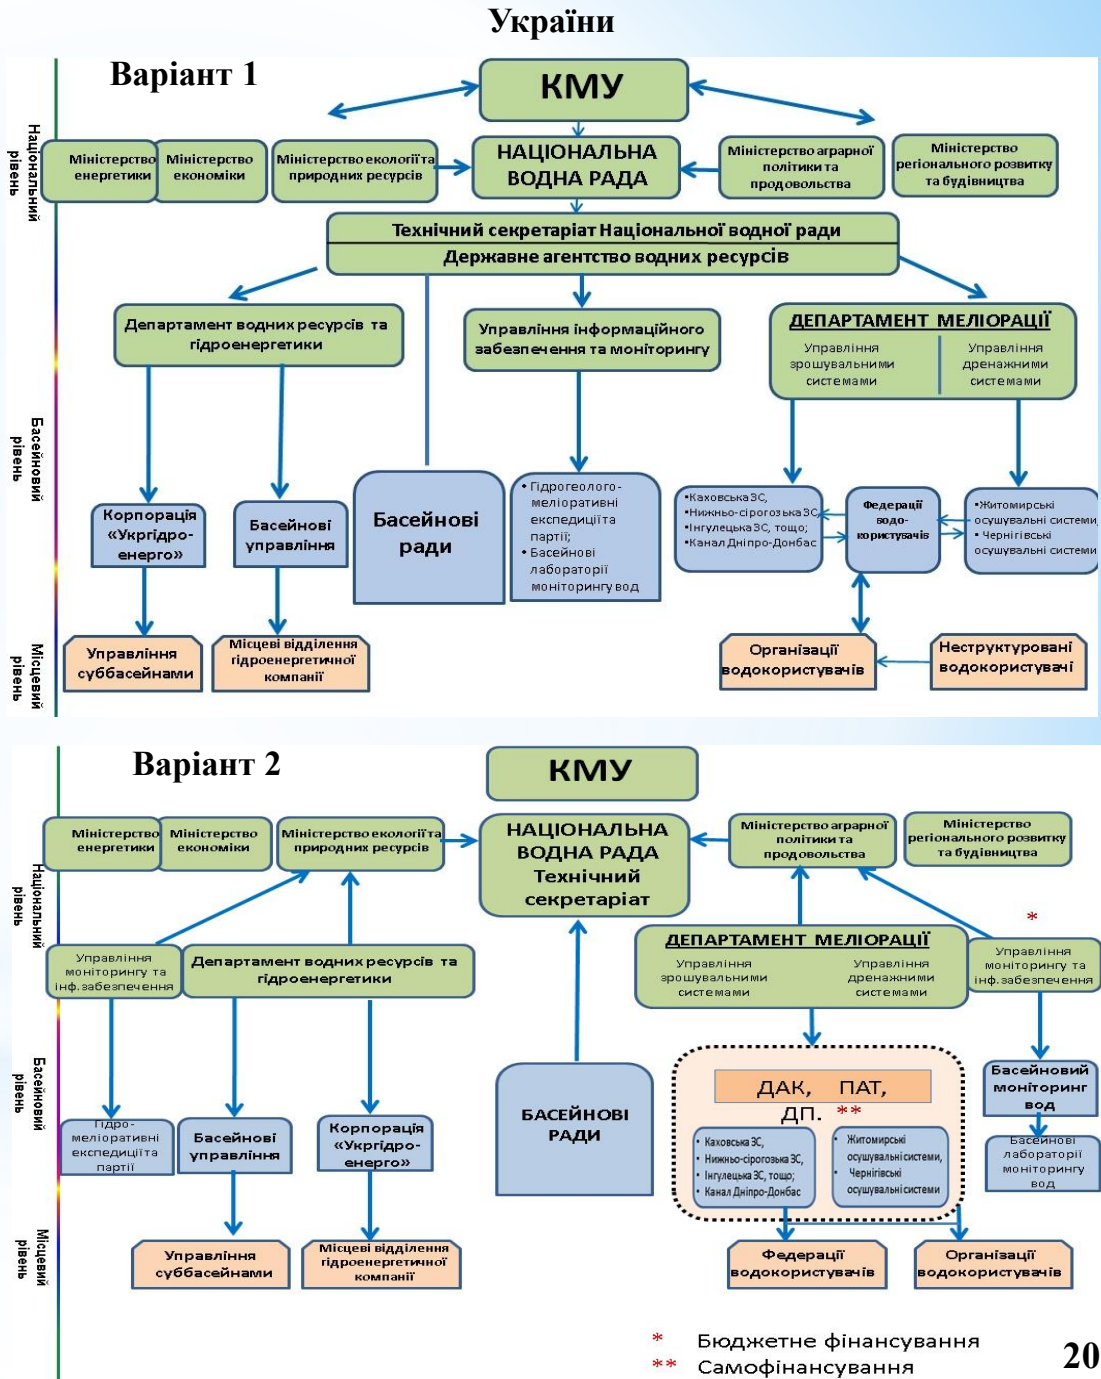 України
Варіант 1
КМУ
Національний
рівень
Міністерство
енергетики
Міністерство
економіки
Міністерство екології та
природних ресурсів
НАЦІОНАЛЬНА
ВОДНА РАДА
Міністерство аграрної
політики та
продовольства
Міністерство
регіонального розвитку
та будівництва
Технічний секретаріат Національної водної ради
Державне агентство водних ресурсів
Департамент водних ресурсів та
гідроенергетики
Управління інформаційного
забезпечення та моніторингу
ДЕПАРТАМЕНТ МЕЛІОРАЦІЇ
Управління
зрошувальними
системами
Управління
дренажними
системами
Басейновий
рівень
Корпорація
«Укргідро-
енерго»
Басейнові
управління
Басейнові
ради
• Гідрогеолого-
меліоративні
експедиції та
партії;
• Басейнові
лабораторії
моніторингу вод
•Каховська ЗС,
•Нижньо-сірогозька ЗС,
•Інгулецька ЗС, тощо;
•Канал Дніпро-Донбас
Федерації
водо-
користувачів
•Житомирські
осушувальні системи,
• Чернігівські
осушувальні системи
Місцевий
рівень
Управління
суббасейнами
Місцеві відділення
гідроенергетичної
компанії
Організації
водокористувачів
Неструктуровані
водокористувачі
Варіант 2
КМУ
Національний
рівень
Міністерство
енергетики
Міністерство
економіки
Міністерство екології та
природних ресурсів
НАЦІОНАЛЬНА
ВОДНА РАДА
Технічний
секретаріат
Міністерство аграрної
політики та
продовольства
Міністерство
регіонального розвитку
та будівництва
*
Управління
моніторингу та
інф.забезпечення
Департамент водних ресурсів та
гідроенергетики
ДЕПАРТАМЕНТ МЕЛІОРАЦІЇ
Управління
зрошувальними
системами
Управління
дренажними
системами
Управління
моніторингу та
інф.забезпечення
Басейновий
рівень
Гідро-
меліоративні
експедиції та
партії
Басейнові
управління
Корпорація
«Укргідро-
енерго»
БАСЕЙНОВІ
РАДИ
ДАК, ПАТ,
ДП. **
• Каховська ЗС,
• Нижньо-сірогозька ЗС,
• Інгулецька ЗС, тощо;
• Канал Дніпро-Донбас
• Житомирські
осушувальні системи,
• Чернігівські
осушувальні системи
Басейновий
моніторинг
вод
Басейнові
лабораторії
моніторингу
вод
Місцевий
рівень
Управління
суббасейнами
Місцеві відділення
гідроенергетичної
компанії
Федерації
водокористувачів
Організації
водокористувачів
* Бюджетне фінансування
** Самофінансування
20